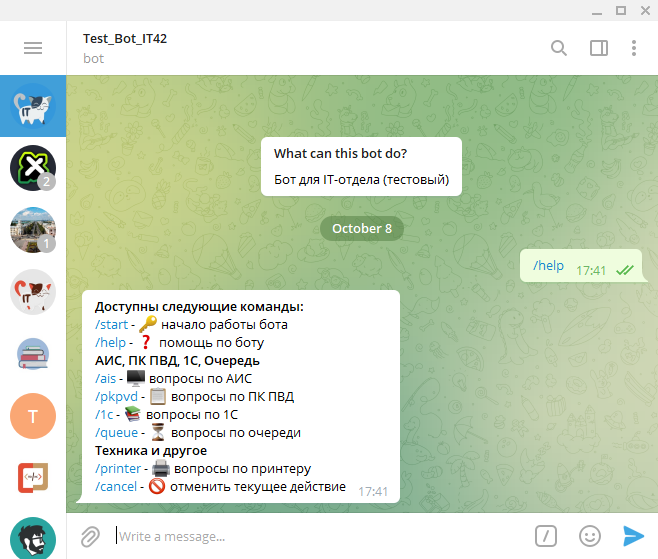 Test_Bot_IT42
bot
What can this bot do?
Бот для IT-отдела (тестовый)
October 8
/help 17:41
Доступны следующие команды:
/start - 🔑 начало работы бота
/help - ❓ помощь по боту
АИС, ПК ПВД, 1С, Очередь
/ais - 🖥 вопросы по АИС
/pkpvd - 📋 вопросы по ПК ПВД
/1c - 📚 вопросы по 1С
/queue - ⏳ вопросы по очереди
Техника и другое
/printer - 🖨 вопросы по принтеру
/cancel - 🚫 отменить текущее действие 17:41
IT
2
1
IT
T
</>
Write a message...
/